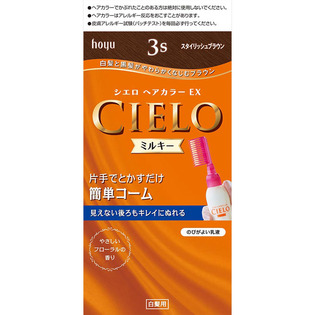 •ヘアカラーでかぶれたことのある方は絶対に使用しないでください。
•ヘアカラーはアレルギー反応をおこすことがあります。
•皮膚アレルギー試験(パッチテスト)を毎回必ず行ってください。
hoyu
3s
スタイリッシュブラウン
白髪と黒髪がやわらかくなじむブラウン
シエロ ヘアカラー EX
CIELO
ミルキー
片手でとかすだけ
簡単コーム
見えない後ろもキレイにぬれる
CIELO
のびがよい乳液
やさしい
フローラルの
香り
白髪用